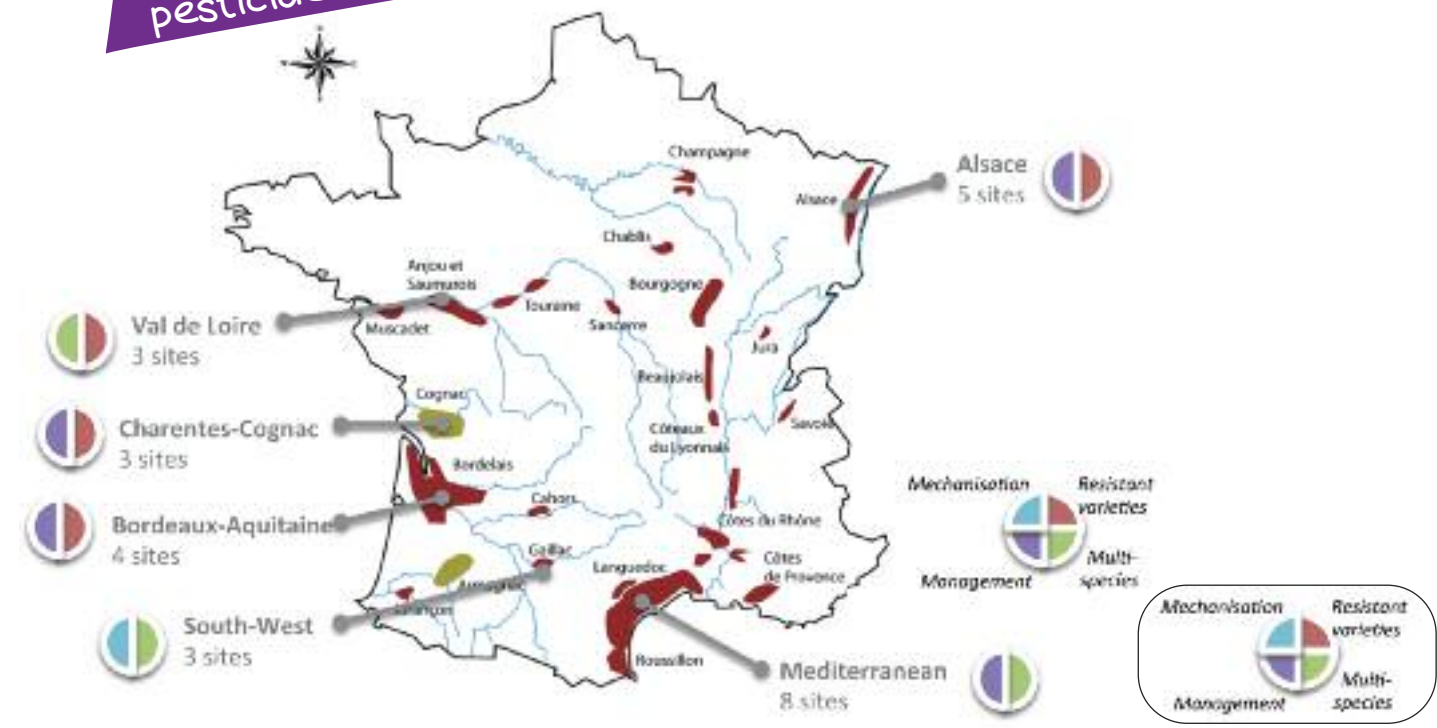 pesticide
Champagne
Alsace
5 sites
Alsace
Chablis
Anjou et
Saumurois
Bourgogne
Touraine
Sancerre
Muscadet
Val de Loire
3 sites
Jura
Beaujolais
Cognac
Savoie
Charentes-Cognac
3 sites
Côteaux
du Lyonnais
Bordelais
Mechanisation
Resistant
varieties
Cahors
Côtes du Rhône
Bordeaux-Aquitaine
4 sites
Gaillac
Languedoc
Côtes
de Provence
Multi-
species
Management
Armagnac
South-West
3 sites
Roussillon
Mediterranean
8 sites
Mechanisation
Resistant
varieties
Multi-
species
Management